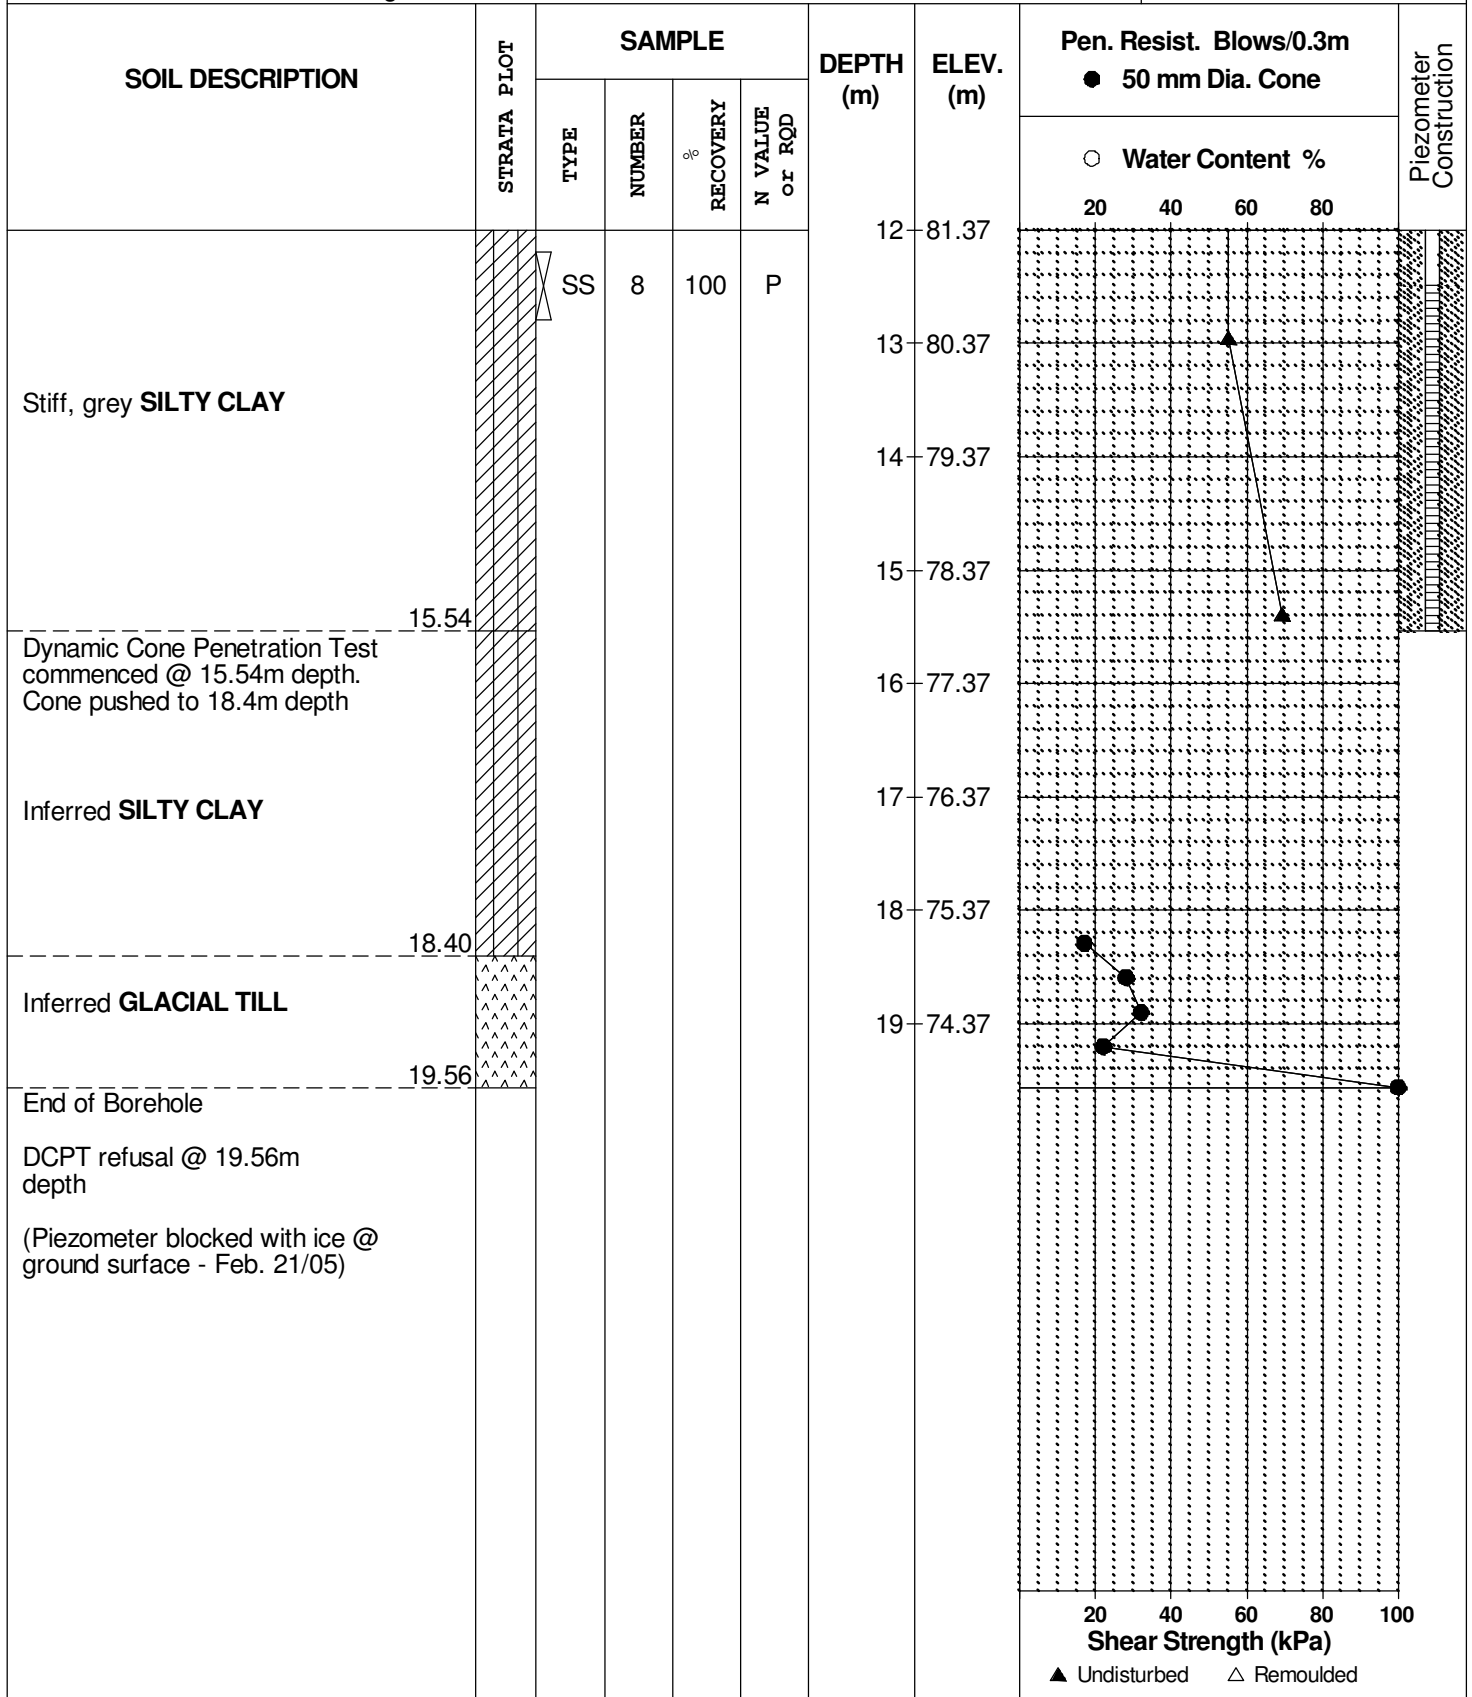 SOIL DESCRIPTION
STRATA PLOT
SAMPLE
TYPE
NUMBER
%
RECOVERY
N VALUE
or RQD
DEPTH
(m)
ELEV.
(m)
Pen. Resist. Blows/0.3m
● 50 mm Dia. Cone
○ Water Content %
20 40 60 80
Piezometer
Construction
12 81.37
SS 8 100 P
13 80.37
Stiff, grey SILTY CLAY
14 79.37
15 78.37
15.54
Dynamic Cone Penetration Test
commenced @ 15.54m depth.
Cone pushed to 18.4m depth
16 77.37
17 76.37
Inferred SILTY CLAY
18 75.37
18.40
Inferred GLACIAL TILL
19 74.37
19.56
End of Borehole
DCPT refusal @ 19.56m
depth
(Piezometer blocked with ice @
ground surface - Feb. 21/05)
20 40 60 80 100
Shear Strength (kPa)
▲ Undisturbed △ Remoulded